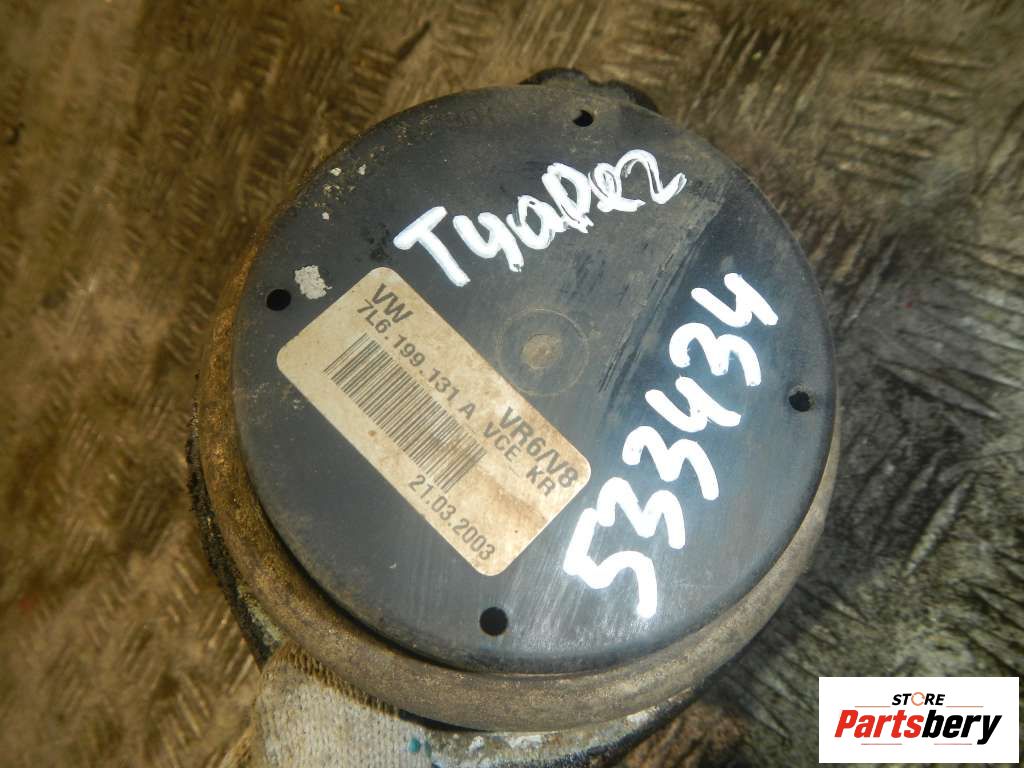 Туарег
533434
VW VR6/V8
7L6.199.131 A VCE KR
21.03.2003
STORE
Partsbery